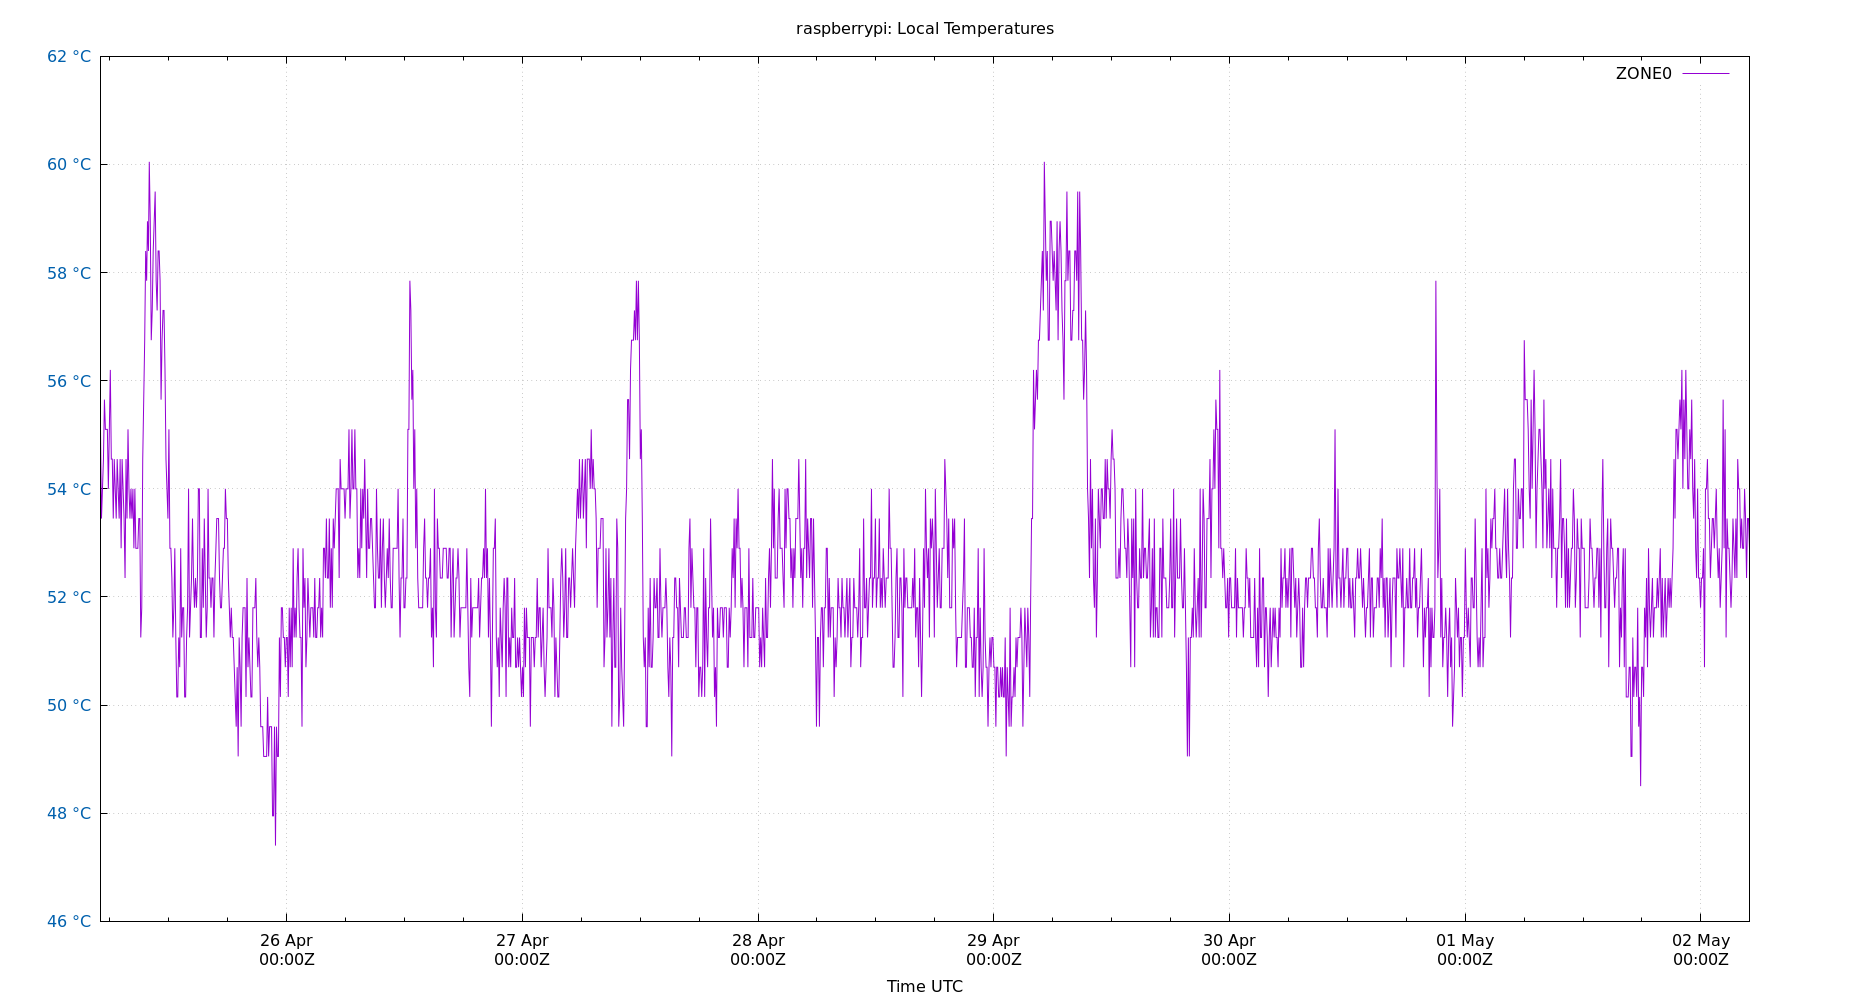 raspberrypi: Local Temperatures
62 °C
ZONE0
60 °C
58 °C
56 °C
54 °C
52 °C
50 °C
48 °C
46 °C
26 Apr 27 Apr 28 Apr 29 Apr 30 Apr 01 May 02 May
00:00Z 00:00Z 00:00Z 00:00Z 00:00Z 00:00Z 00:00Z
Time UTC